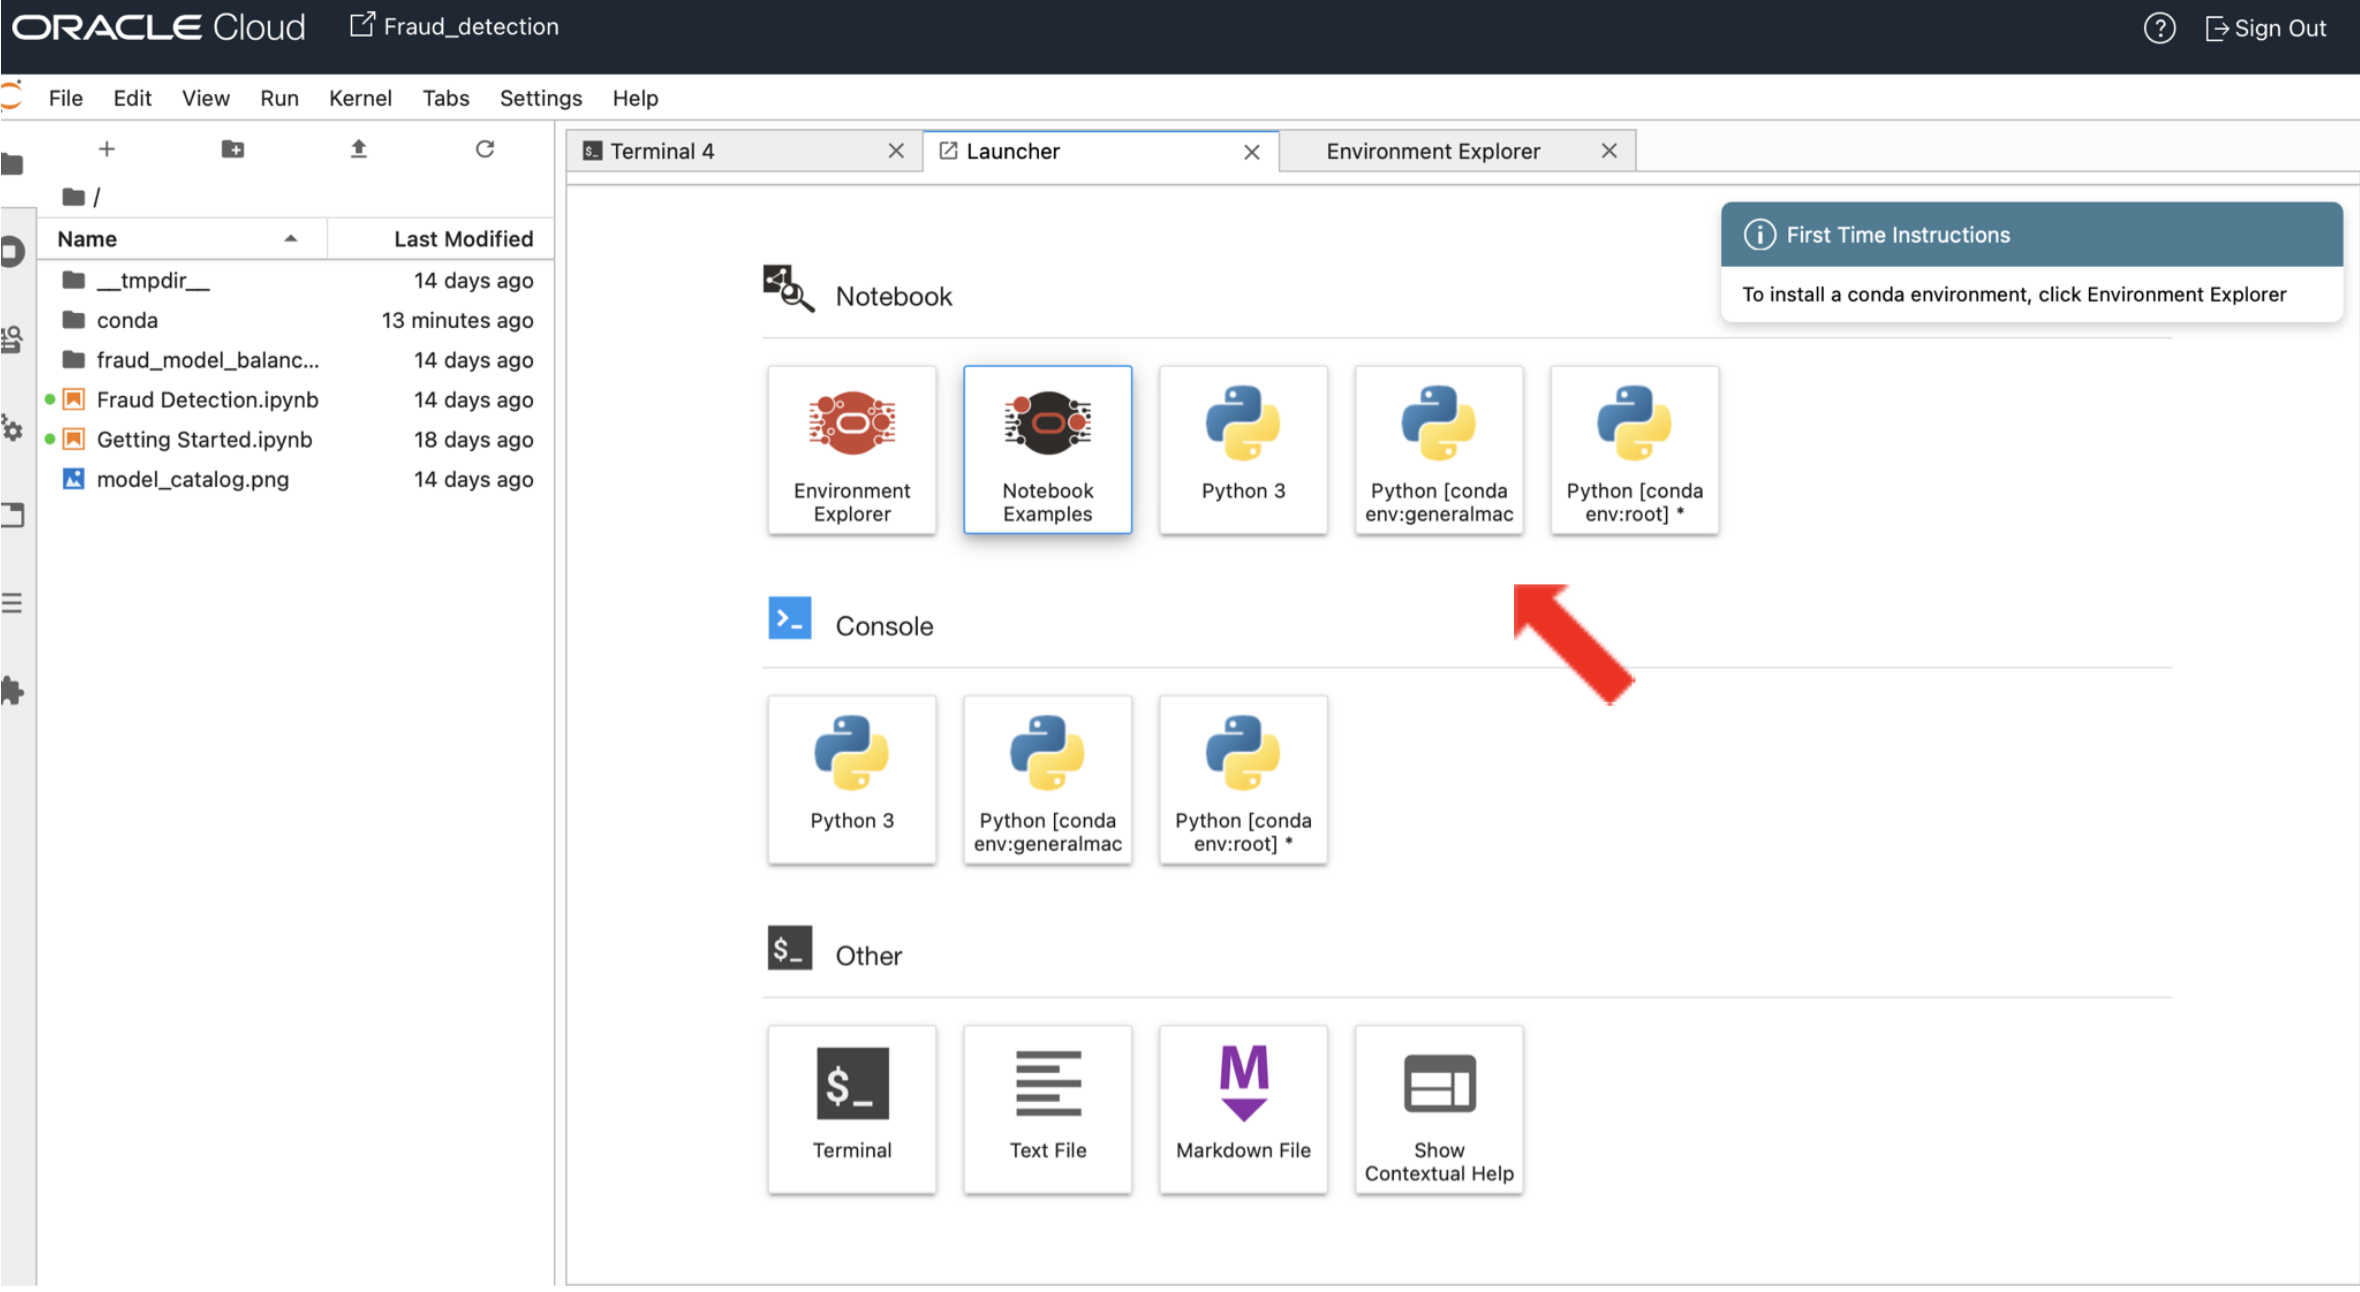 ORACLE Cloud Fraud_detection ? Sign Out
File Edit View Run Kernel Tabs Settings Help
$_ Terminal 4 Launcher Environment Explorer
/
Name Last Modified
__tmpdir__ 14 days ago
conda 13 minutes ago
fraud_model_balanc... 14 days ago
Fraud Detection.ipynb 14 days ago
Getting Started.ipynb 18 days ago
model_catalog.png 14 days ago
i First Time Instructions
To install a conda environment, click Environment Explorer
Notebook
Environment
Explorer
Notebook
Examples
Python 3
Python [conda
env:generalmac
Python [conda
env:root] *
>_ Console
Python 3
Python [conda
env:generalmac
Python [conda
env:root] *
$_ Other
$_
Terminal
Text File
M
Markdown File
Show
Contextual Help